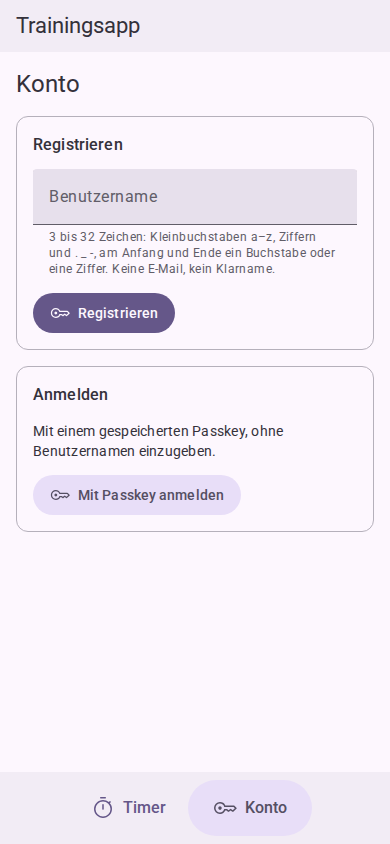 Trainingsapp
Konto
Registrieren
Benutzername
3 bis 32 Zeichen: Kleinbuchstaben a–z, Ziffern
und . _ -, am Anfang und Ende ein Buchstabe oder
eine Ziffer. Keine E-Mail, kein Klarname.
Registrieren
Anmelden
Mit einem gespeicherten Passkey, ohne
Benutzernamen einzugeben.
Mit Passkey anmelden
Timer
Konto